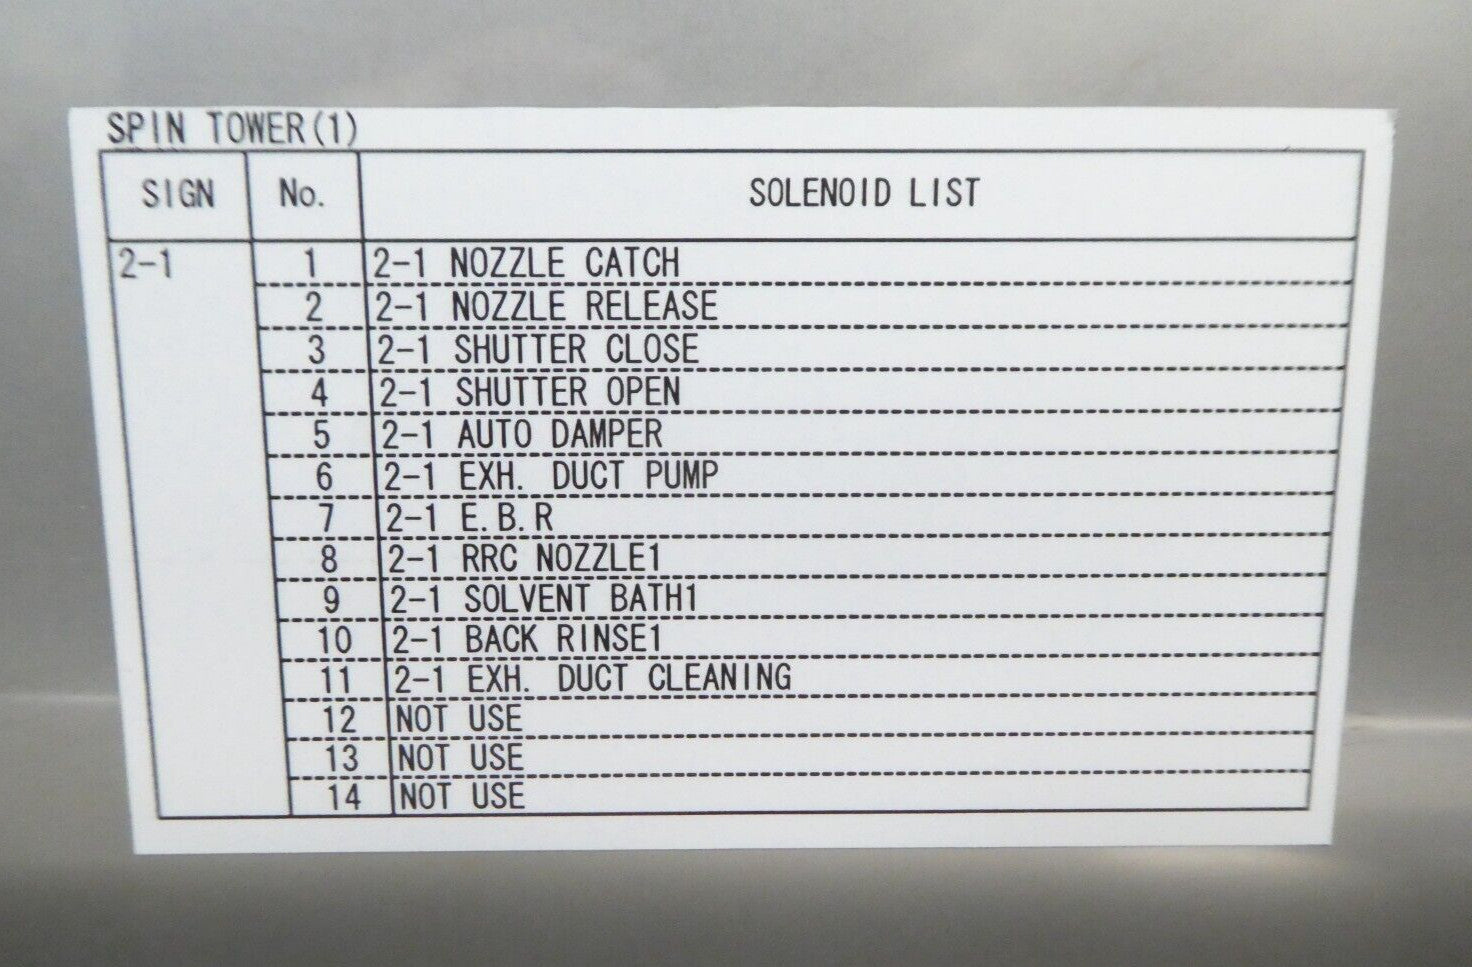 SPIN TOWER(1)
SIGN No. SOLENOID LIST
2-1 1 2-1 NOZZLE CATCH
2 2-1 NOZZLE RELEASE
3 2-1 SHUTTER CLOSE
4 2-1 SHUTTER OPEN
5 2-1 AUTO DAMPER
6 2-1 EXH. DUCT PUMP
7 2-1 E.B.R
8 2-1 RRC NOZZLE1
9 2-1 SOLVENT BATH1
10 2-1 BACK RINSE1
11 2-1 EXH. DUCT CLEANING
12 NOT USE
13 NOT USE
14 NOT USE